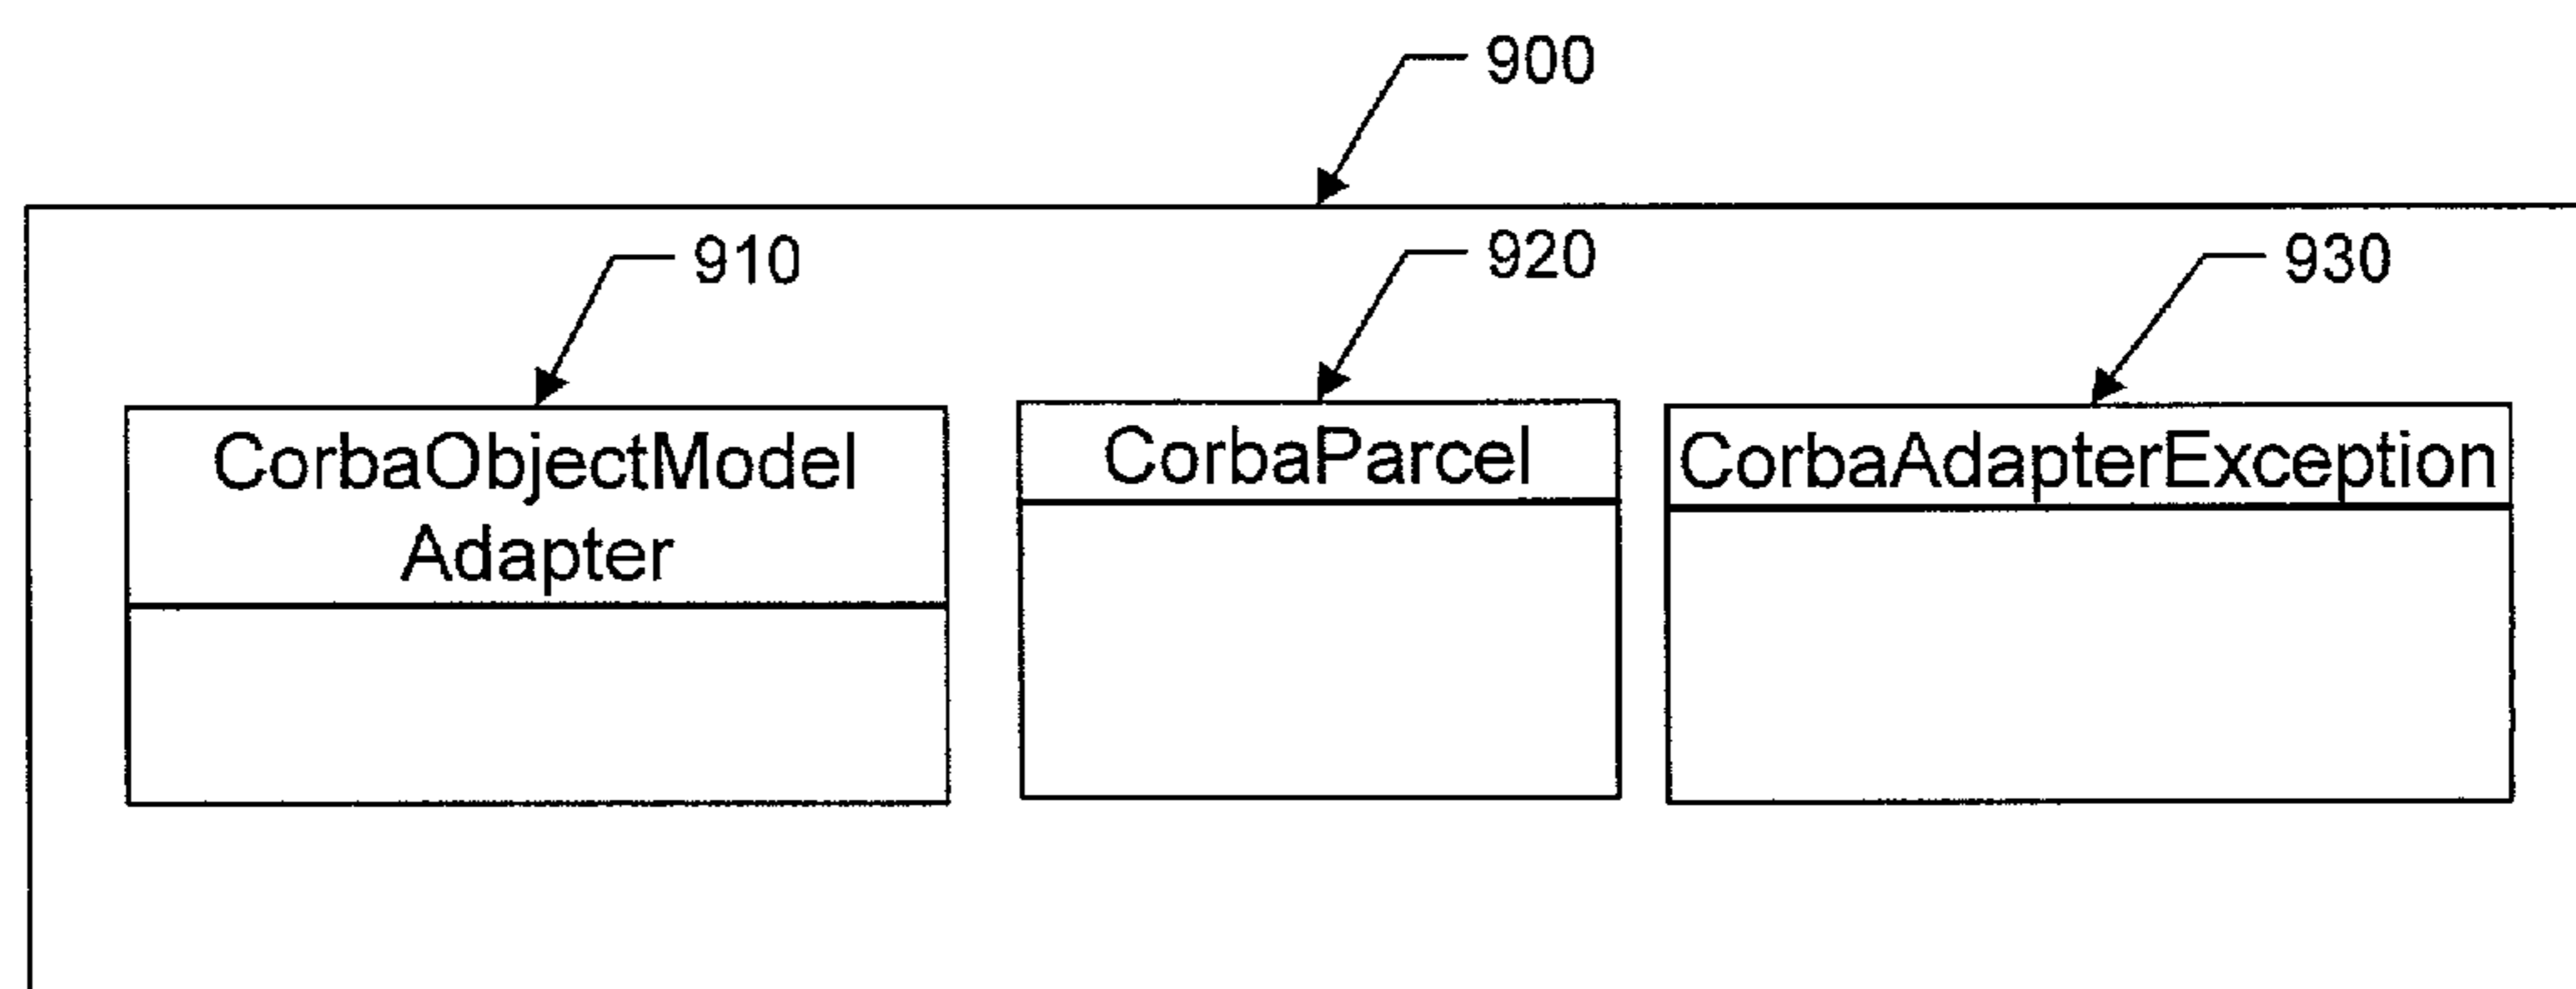 900
910
920
930
CorbaObjectModel
Adapter
CorbaParcel
CorbaAdapterException